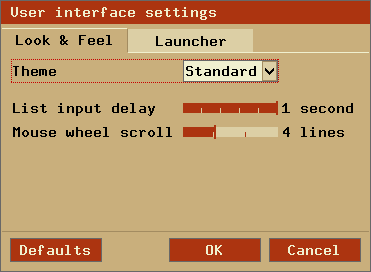 User interface settings
Look & Feel
Launcher
Theme
Standard
List input delay
1 second
Mouse wheel scroll
4 lines
Defaults
OK
Cancel